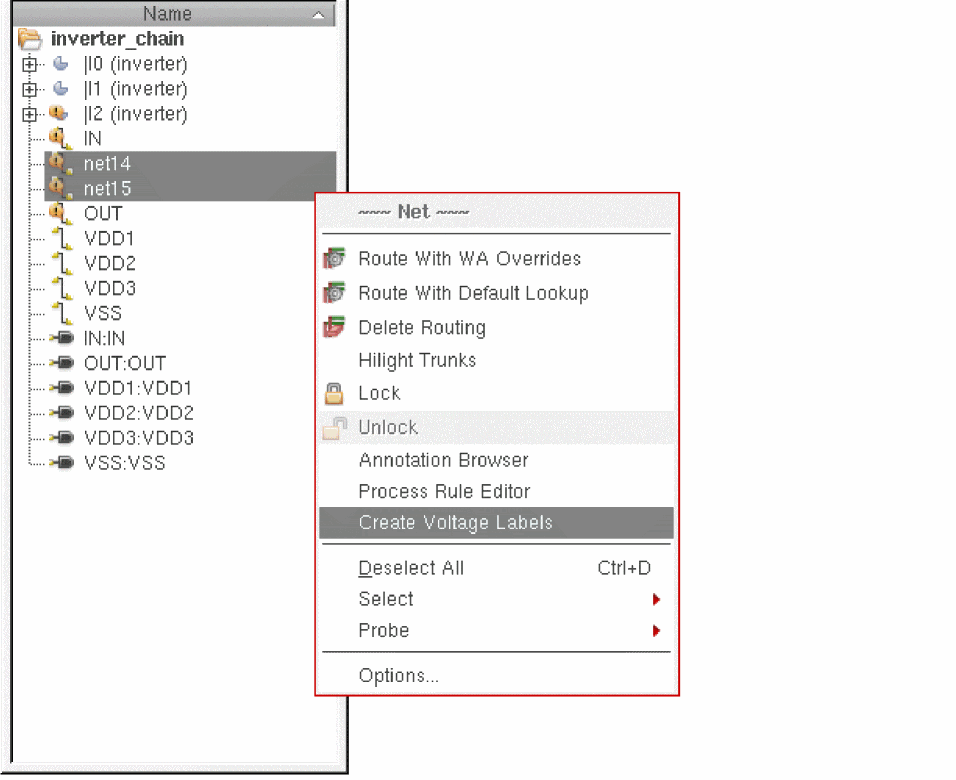 Name
inverter_chain
|I0 (inverter)
|I1 (inverter)
|I2 (inverter)
IN
net14
net15
OUT
VDD1
VDD2
VDD3
VSS
IN:IN
OUT:OUT
VDD1:VDD1
VDD2:VDD2
VDD3:VDD3
VSS:VSS
~~~ Net ~~~
Route With WA Overrides
Route With Default Lookup
Delete Routing
Hilight Trunks
Lock
Unlock
Annotation Browser
Process Rule Editor
Create Voltage Labels
Deselect All Ctrl+D
Select
Probe
Options...